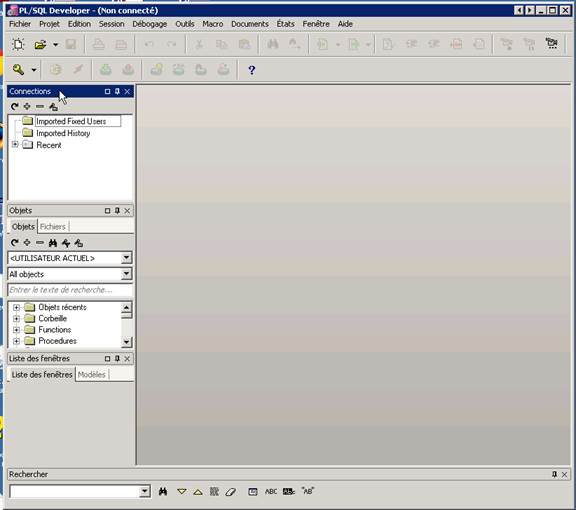 PL/SQL Developer - (Non connecté)
Fichier Projet Edition Session Débogage Outils Macro Documents États Fenêtre Aide
Connections
Imported Fixed Users
Imported History
Recent
Objets
Objets Fichiers
<UTILISATEUR ACTUEL>
All objects
Entrer le texte de recherche...
Objets récents
Corbeille
Functions
Procedures
Liste des fenêtres
Liste des fenêtres Modèles
Rechercher
ABC "AB"